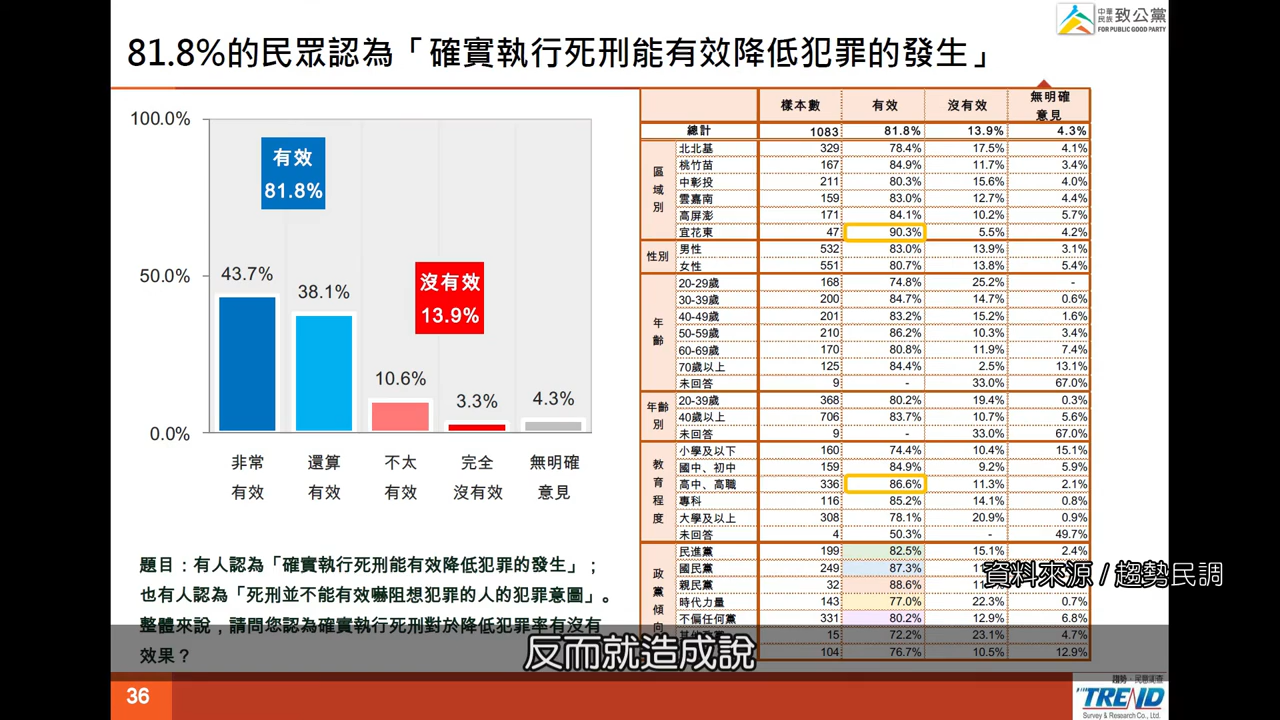 中華民族致公黨
FOR PUBLIC GOOD PARTY
81.8%的民眾認為「確實執行死刑能有效降低犯罪的發生」
100.0%
50.0%
0.0%
有效
81.8%
沒有效
13.9%
43.7%
38.1%
10.6%
3.3%
4.3%
非常有效
還算有效
不太有效
完全沒有效
無明確意見
題目：有人認為「確實執行死刑能有效降低犯罪的發生」；
也有人認為「死刑並不能有效嚇阻想犯罪的人的犯罪意圖」。
整體來說，請問您認為確實執行死刑對於降低犯罪率有沒有
效果？
樣本數 有效 沒有效 無明確意見
總計 1083 81.8% 13.9% 4.3%
區域別
北北基 329 78.4% 17.5% 4.1%
桃竹苗 167 84.9% 11.7% 3.4%
中彰投 211 80.3% 15.6% 4.0%
雲嘉南 159 83.0% 12.7% 4.4%
高屏澎 171 84.1% 10.2% 5.7%
宜花東 47 90.3% 5.5% 4.2%
性別
男性 532 83.0% 13.9% 3.1%
女性 551 80.7% 13.8% 5.4%
年齡
20-29歲 168 74.8% 25.2% -
30-39歲 200 84.7% 14.7% 0.6%
40-49歲 201 83.2% 15.2% 1.6%
50-59歲 210 86.2% 10.3% 3.4%
60-69歲 170 80.8% 11.9% 7.4%
70歲以上 125 84.4% 2.5% 13.1%
未回答 9 - 33.0% 67.0%
年齡別
20-39歲 368 80.2% 19.4% 0.3%
40歲以上 706 83.7% 10.7% 5.6%
未回答 9 - 33.0% 67.0%
教育程度
小學及以下 160 74.4% 10.4% 15.1%
國中、初中 159 84.9% 9.2% 5.9%
高中、高職 336 86.6% 11.3% 2.1%
專科 116 85.2% 14.1% 0.8%
大學及以上 308 78.1% 20.9% 0.9%
未回答 4 50.3% - 49.7%
政黨傾向
民進黨 199 82.5% 15.1% 2.4%
國民黨 249 87.3%
親民黨 32 88.6%
時代力量 143 77.0% 22.3% 0.7%
不偏任何黨 331 80.2% 12.9% 6.8%
15 72.2% 23.1% 4.7%
104 76.7% 10.5% 12.9%
資料來源 / 趨勢民調
反而就造成說
36
趨勢‧民意調查
TREND
Survey & Research Co., Ltd.